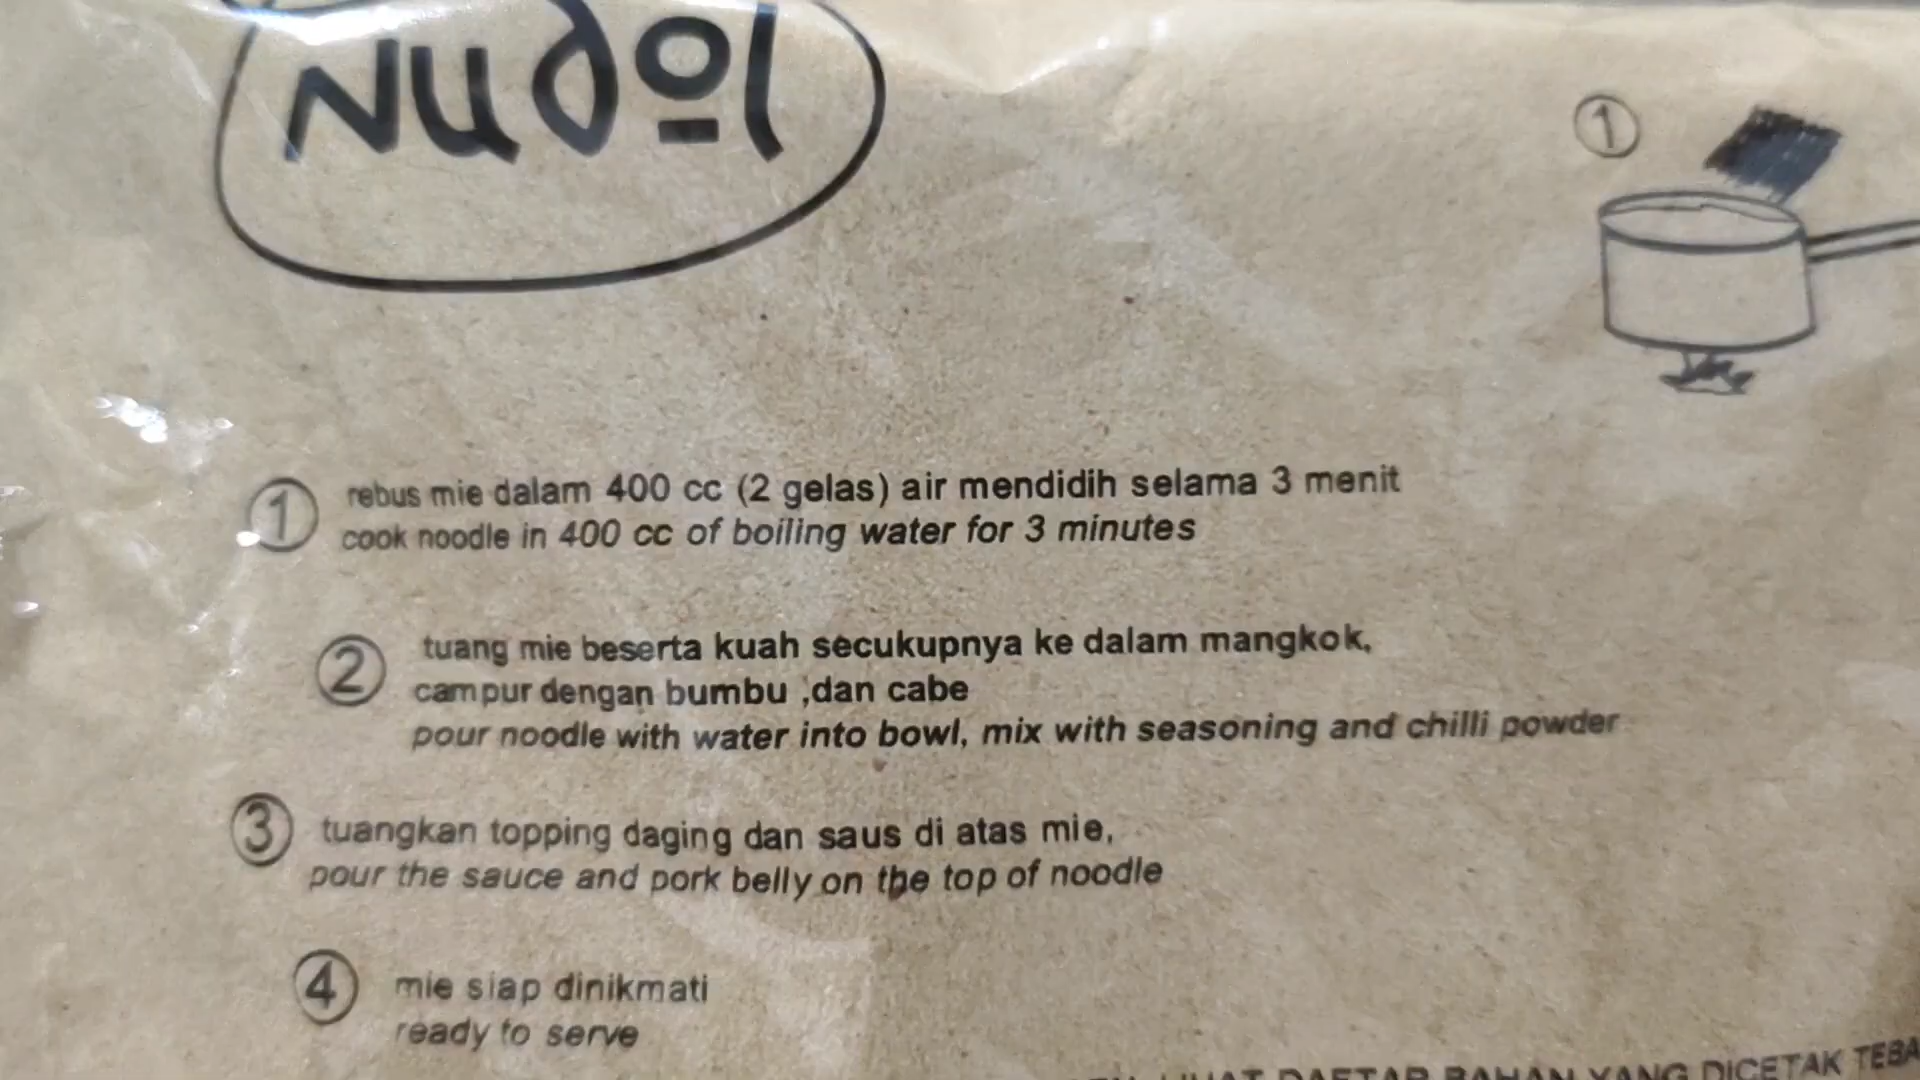 Nudol
1
1 rebus mie dalam 400 cc (2 gelas) air mendidih selama 3 menit
cook noodle in 400 cc of boiling water for 3 minutes
2 tuang mie beserta kuah secukupnya ke dalam mangkok,
campur dengan bumbu ,dan cabe
pour noodle with water into bowl, mix with seasoning and chilli powder
3 tuangkan topping daging dan saus di atas mie,
pour the sauce and pork belly on the top of noodle
4 mie siap dinikmati
ready to serve
LIHAT DAFTAR BAHAN YANG DICETAK